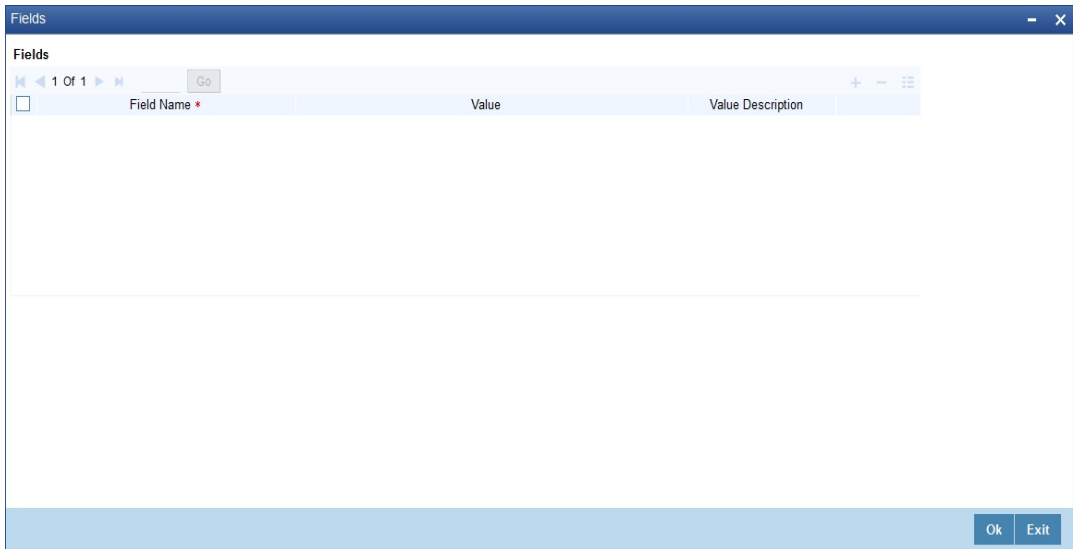 Fields
Fields
1 Of 1 Go
Field Name * Value Value Description
Ok Exit